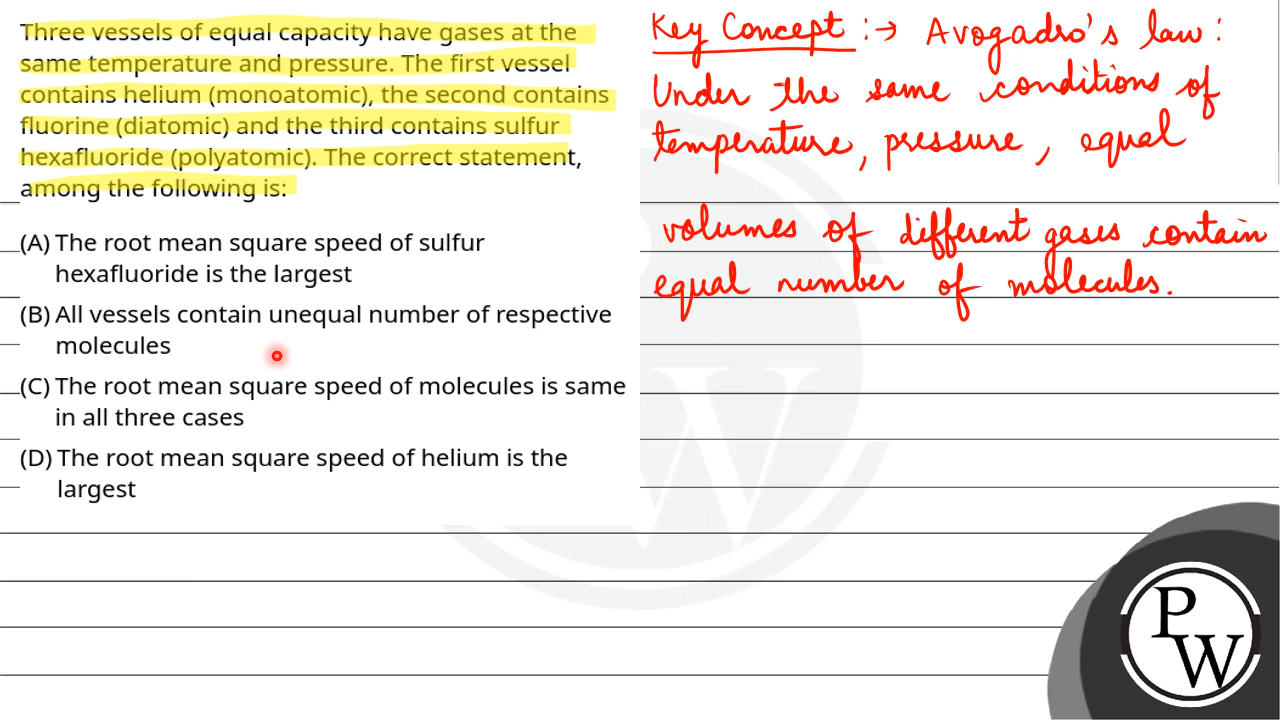 Three vessels of equal capacity have gases at the
same temperature and pressure. The first vessel
contains helium (monoatomic), the second contains
fluorine (diatomic) and the third contains sulfur
hexafluoride (polyatomic). The correct statement,
among the following is:
(A) The root mean square speed of sulfur
hexafluoride is the largest
(B) All vessels contain unequal number of respective
molecules
(C) The root mean square speed of molecules is same
in all three cases
(D) The root mean square speed of helium is the
largest
Key Concept :→ Avogadro's law :
Under the same conditions of
temperature, pressure, equal
volumes of different gases contain
equal number of molecules.
P
W